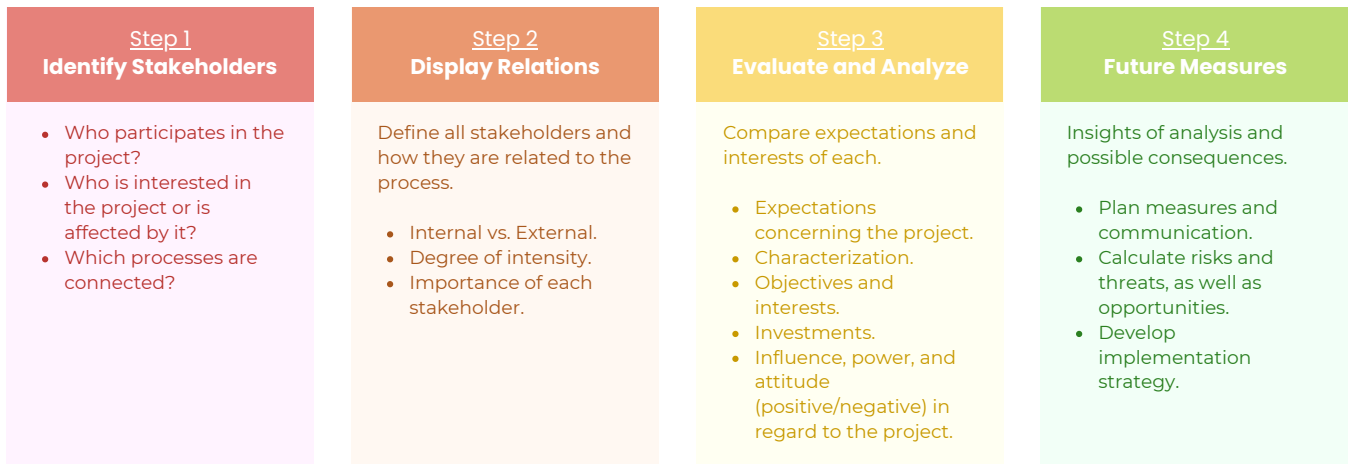 Step 1
Identify Stakeholders
• Who participates in the
project?
• Who is interested in
the project or is
affected by it?
• Which processes are
connected?
Step 2
Display Relations
Define all stakeholders and
how they are related to the
process.
• Internal vs. External.
• Degree of intensity.
• Importance of each
stakeholder.
Step 3
Evaluate and Analyze
Compare expectations and
interests of each.
• Expectations
concerning the project.
• Characterization.
• Objectives and
interests.
• Investments.
• Influence, power, and
attitude
(positive/negative) in
regard to the project.
Step 4
Future Measures
Insights of analysis and
possible consequences.
• Plan measures and
communication.
• Calculate risks and
threats, as well as
opportunities.
• Develop
implementation
strategy.